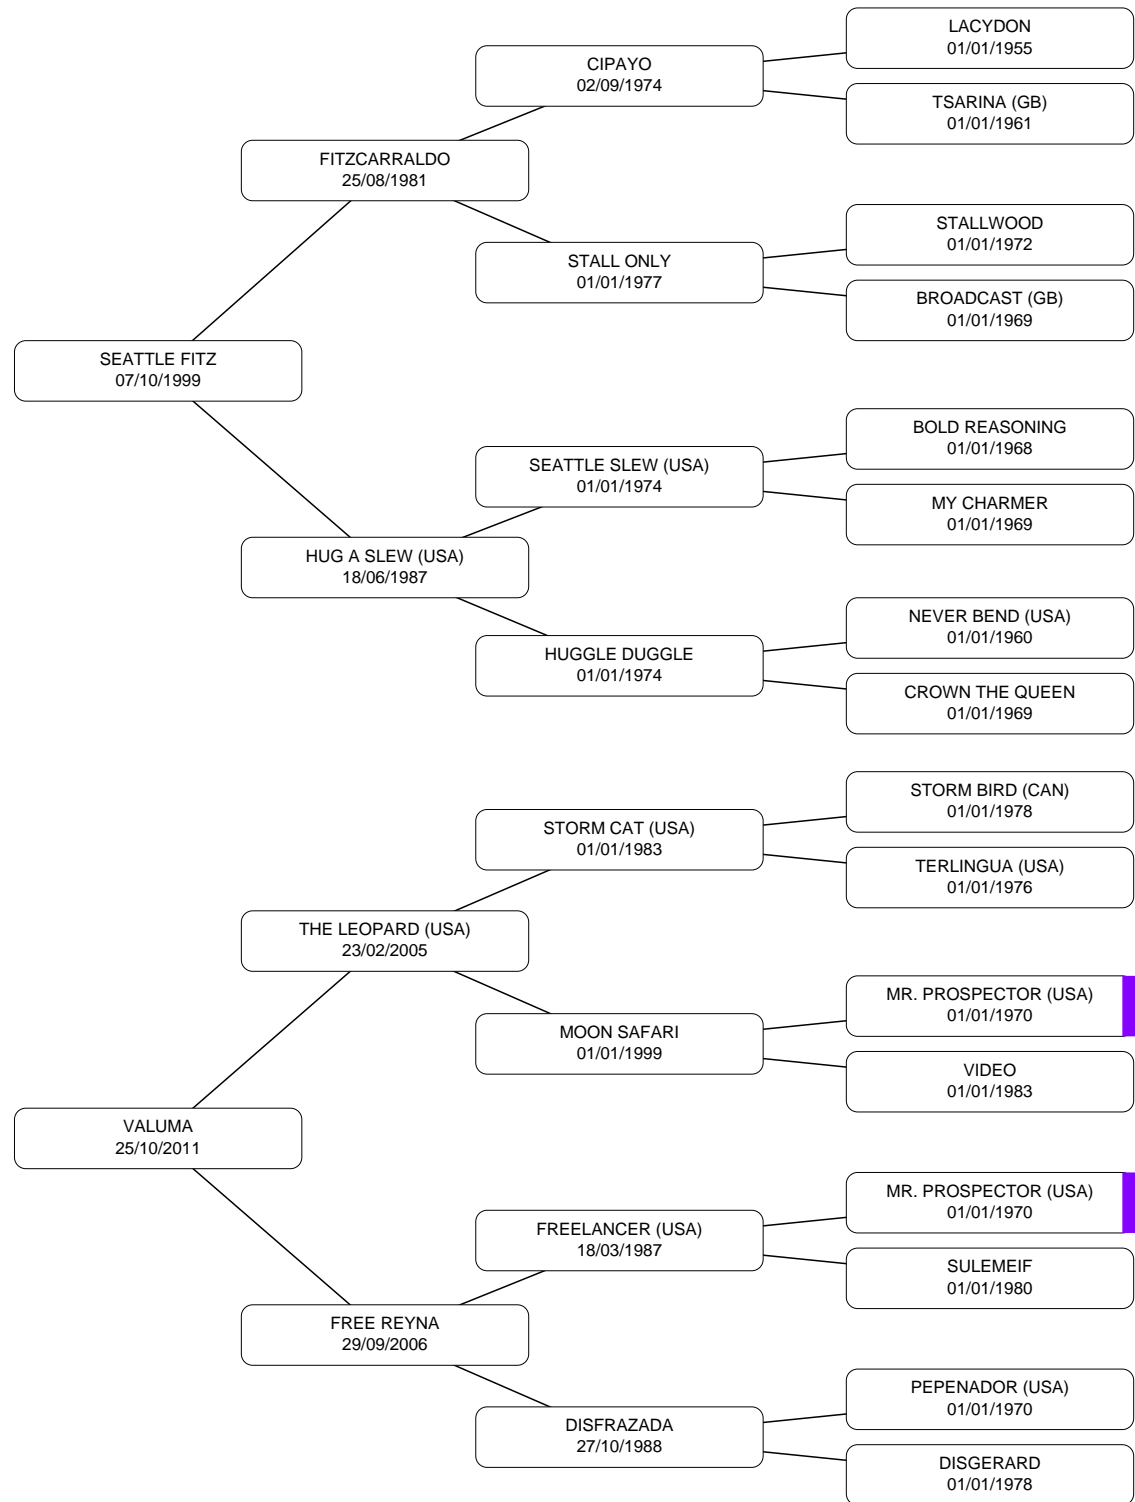 LACYDON
01/01/1955
CIPAYO
02/09/1974
TSARINA (GB)
01/01/1961
FITZCARRALDO
25/08/1981
STALLWOOD
01/01/1972
STALL ONLY
01/01/1977
BROADCAST (GB)
01/01/1969
SEATTLE FITZ
07/10/1999
BOLD REASONING
01/01/1968
SEATTLE SLEW (USA)
01/01/1974
MY CHARMER
01/01/1969
HUG A SLEW (USA)
18/06/1987
NEVER BEND (USA)
01/01/1960
HUGGLE DUGGLE
01/01/1974
CROWN THE QUEEN
01/01/1969
STORM BIRD (CAN)
01/01/1978
STORM CAT (USA)
01/01/1983
TERLINGUA (USA)
01/01/1976
THE LEOPARD (USA)
23/02/2005
MR. PROSPECTOR (USA)
01/01/1970
MOON SAFARI
01/01/1999
VIDEO
01/01/1983
VALUMA
25/10/2011
MR. PROSPECTOR (USA)
01/01/1970
FREELANCER (USA)
18/03/1987
SULEMEIF
01/01/1980
FREE REYNA
29/09/2006
PEPENADOR (USA)
01/01/1970
DISFRAZADA
27/10/1988
DISGERARD
01/01/1978